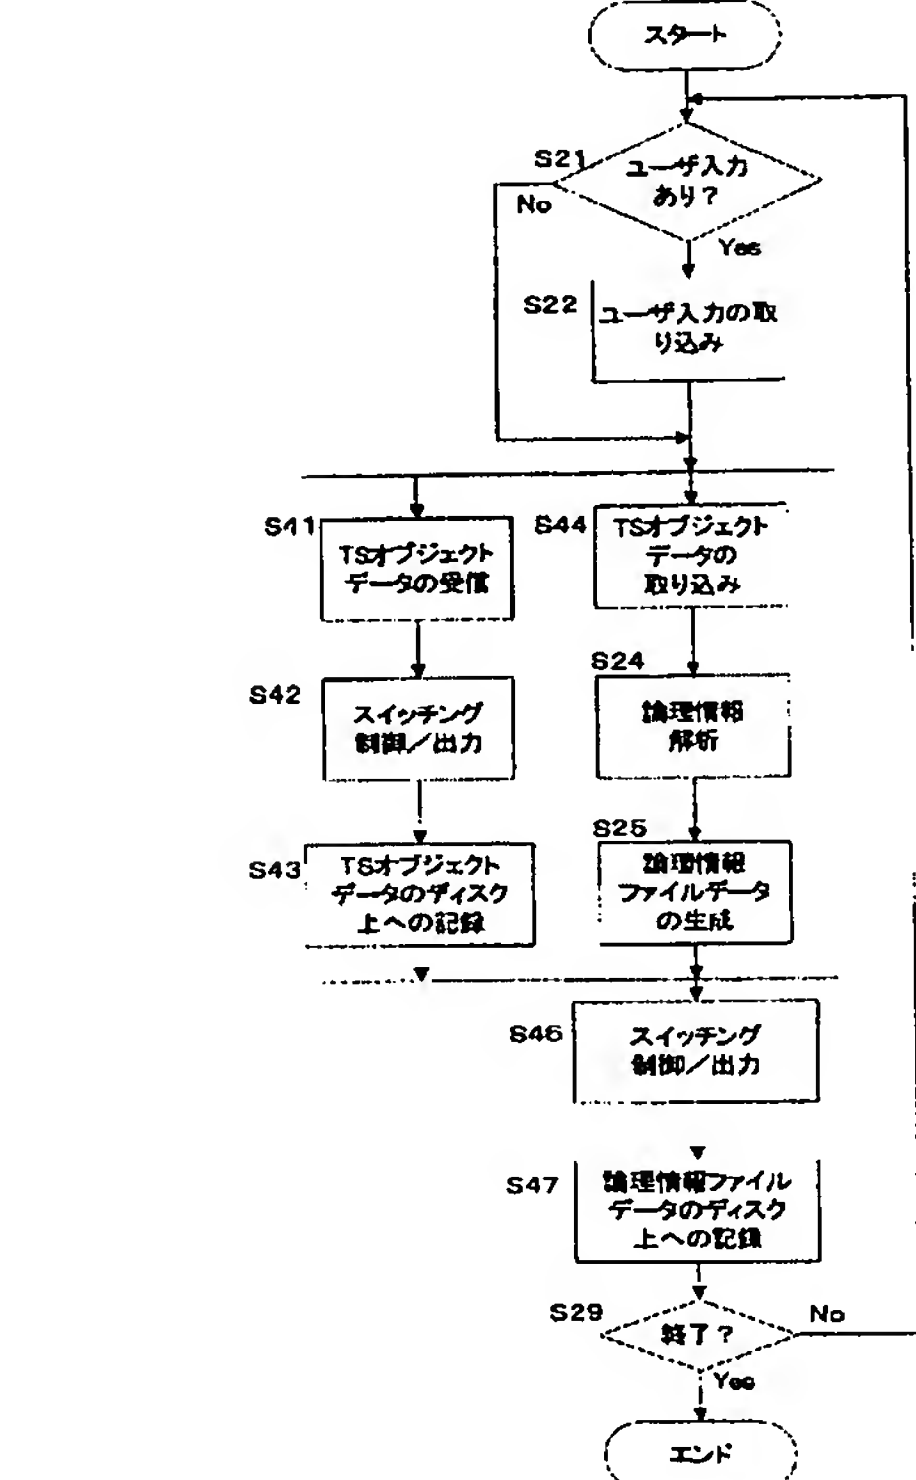 スタート
S21
ユーザ入力
あり?
No
Yes
S22
ユーザ入力の取
り込み
S41
TSオブジェクト
データの受信
S42
スイッチング
制御/出力
S43
TSオブジェクト
データのディスク
上への記録
S44
TSオブジェクト
データの
取り込み
S24
論理情報
解析
S25
論理情報
ファイルデータ
の生成
S46
スイッチング
制御/出力
S47
論理情報ファイル
データのディスク
上への記録
S29
終了?
No
Yes
エンド